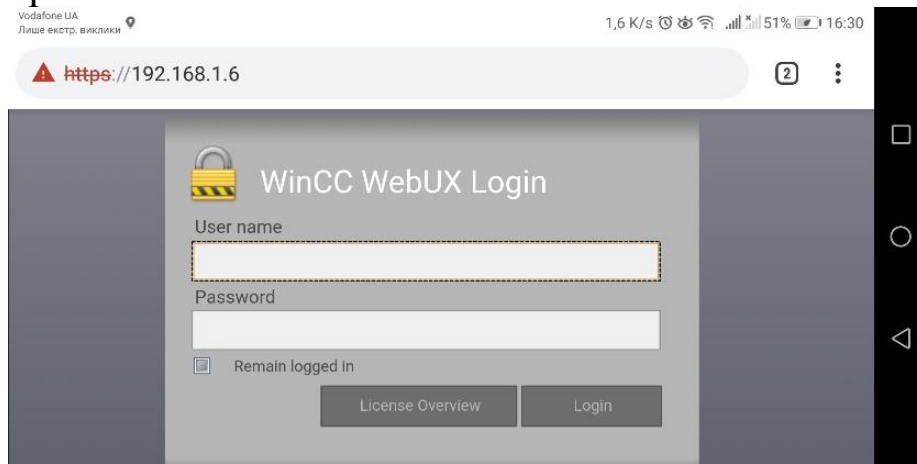 Vodafone UA
Лише екстр. виклики
1,6 K/s 51% 16:30
https://192.168.1.6
2
WinCC WebUX Login
User name
Password
Remain logged in
License Overview Login